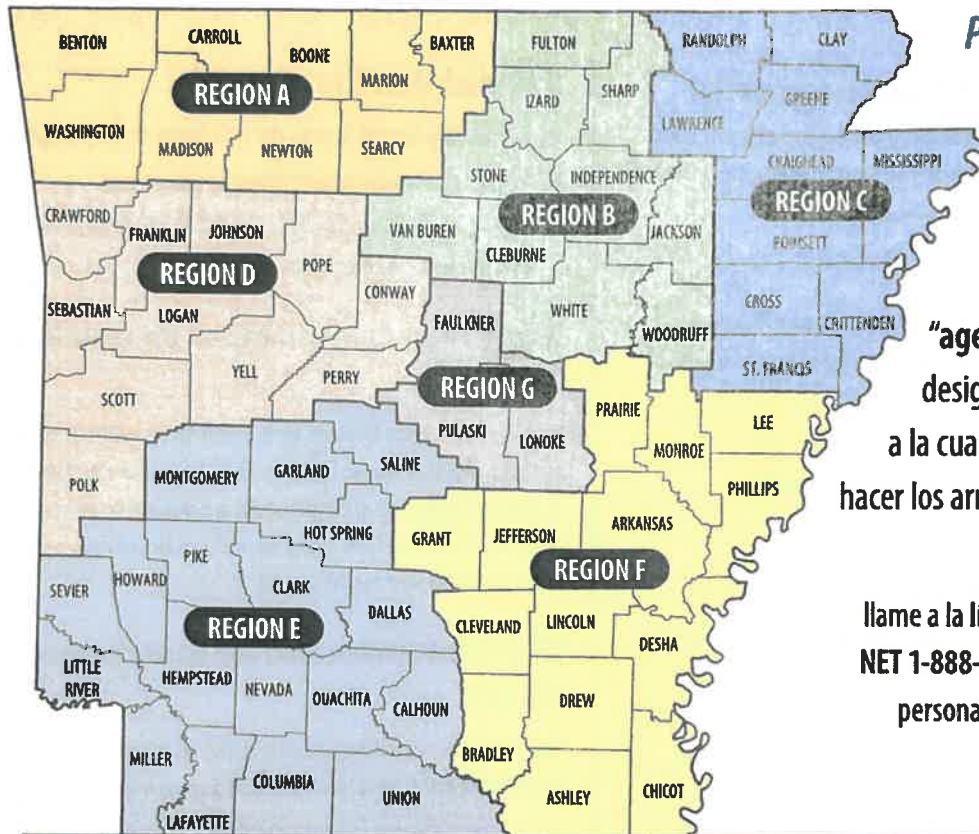 P
BENTON
CARROLL
BOONE
BAXTER
MARION
REGION A
WASHINGTON
MADISON
NEWTON
SEARCY
FULTON
SHARP
IZARD
STONE
INDEPENDENCE
REGION B
VAN BUREN
CLEBURNE
JACKSON
WHITE
WOODRUFF
RANDOLPH
CLAY
GREENE
LAWRENCE
CRAIGHEAD
MISSISSIPPI
REGION C
POINSETT
CROSS
CRITTENDEN
ST. FRANCIS
CRAWFORD
FRANKLIN
JOHNSON
POPE
REGION D
CONWAY
SEBASTIAN
LOGAN
YELL
PERRY
SCOTT
POLK
FAULKNER
REGION G
PULASKI
LONOKE
PRAIRIE
MONROE
LEE
PHILLIPS
GRANT
JEFFERSON
ARKANSAS
REGION F
CLEVELAND
LINCOLN
DESHA
DREW
BRADLEY
ASHLEY
CHICOT
MONTGOMERY
GARLAND
SALINE
HOT SPRING
PIKE
HOWARD
SEVIER
CLARK
DALLAS
REGION E
LITTLE
RIVER
HEMPSTEAD
NEVADA
OUACHITA
CALHOUN
MILLER
COLUMBIA
UNION
LAFAYETTE
"age
desig
a la cua
hacer los arr
llame a la lí
NET 1-888-
persona